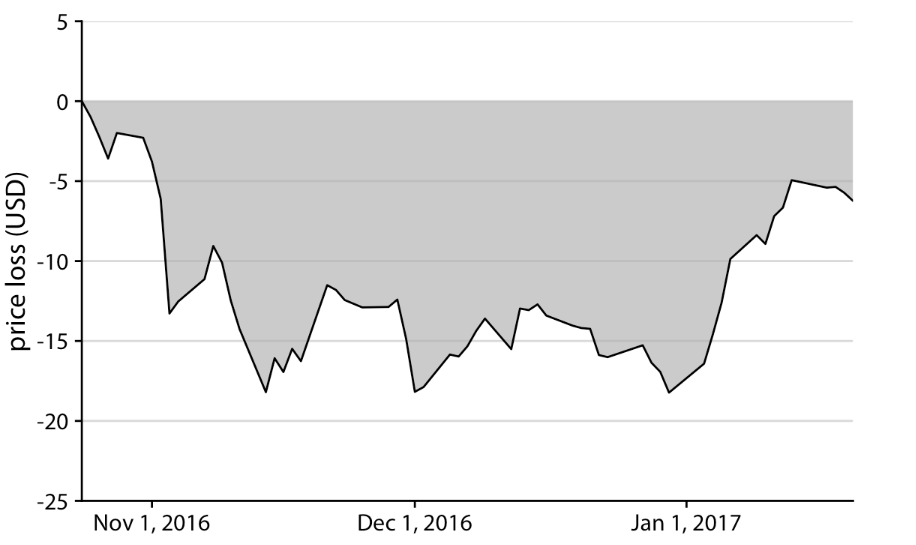 5
0
-5
-10
-15
-20
-25
price loss (USD)
Nov 1, 2016
Dec 1, 2016
Jan 1, 2017